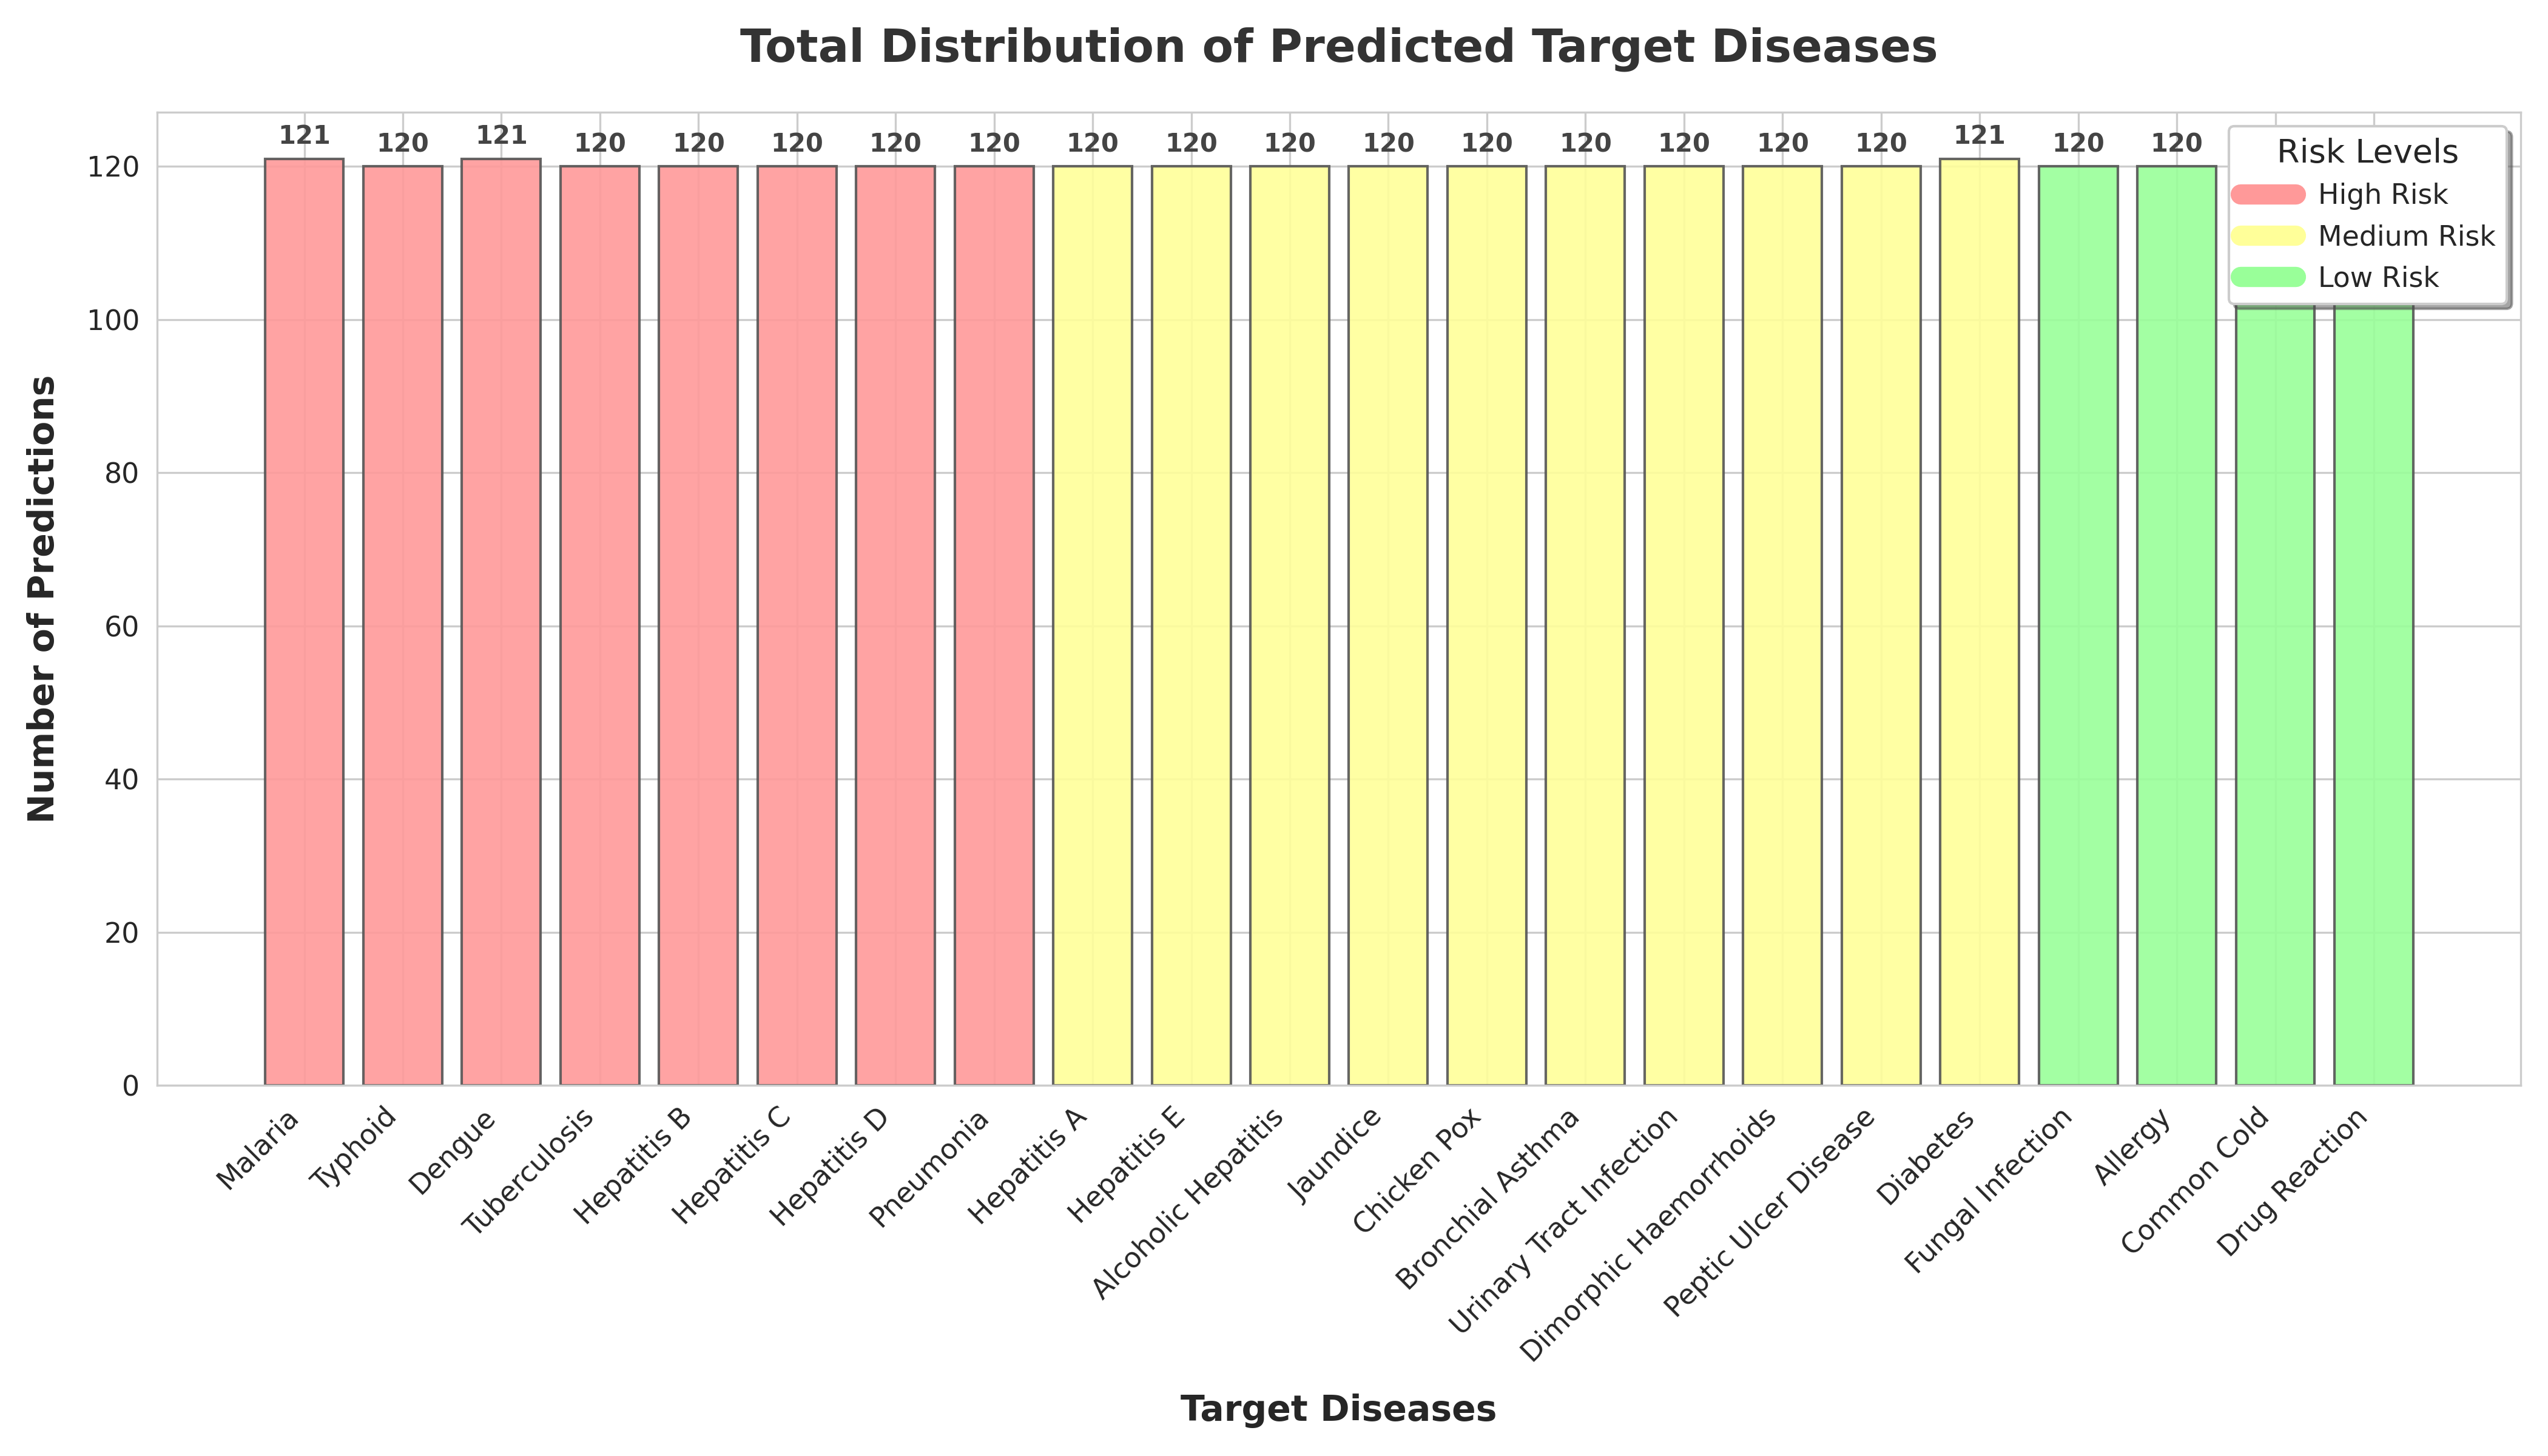 Total Distribution of Predicted Target Diseases
121 120 121 120 120 120 120 120 120 120 120 120 120 120 120 120 120 121 120 120
Risk Levels
High Risk
Medium Risk
Low Risk
120
100
80
60
40
20
0
Number of Predictions
Malaria
Typhoid
Dengue
Tuberculosis
Hepatitis B
Hepatitis C
Hepatitis D
Pneumonia
Hepatitis A
Hepatitis E
Alcoholic Hepatitis
Jaundice
Chicken Pox
Bronchial Asthma
Urinary Tract Infection
Dimorphic Haemorrhoids
Peptic Ulcer Disease
Diabetes
Fungal Infection
Allergy
Common Cold
Drug Reaction
Target Diseases